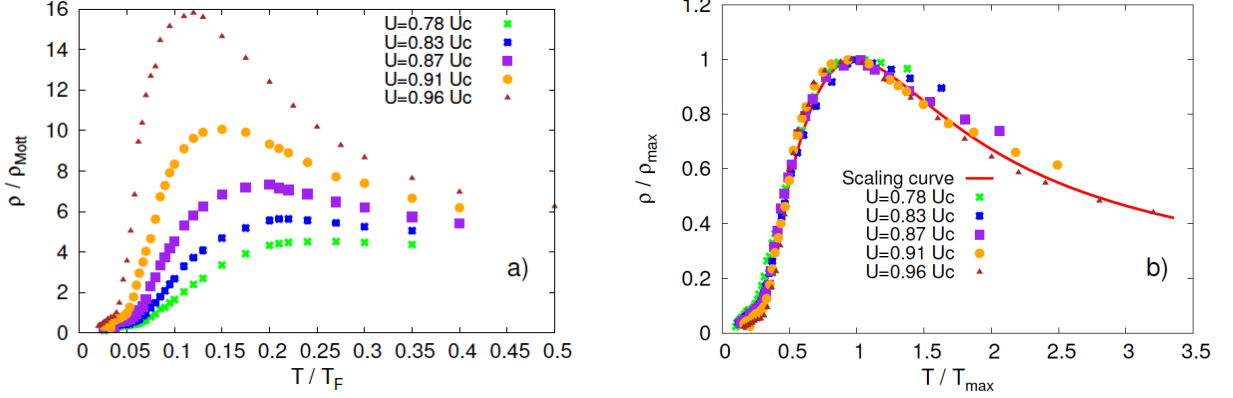 16
14
12
10
8
6
4
2
0
ρ / ρMott
U=0.78 Uc
U=0.83 Uc
U=0.87 Uc
U=0.91 Uc
U=0.96 Uc
a)
0 0.05 0.1 0.15 0.2 0.25 0.3 0.35 0.4 0.45 0.5
T / TF
1.2
1
0.8
0.6
0.4
0.2
0
ρ / ρmax
Scaling curve
U=0.78 Uc
U=0.83 Uc
U=0.87 Uc
U=0.91 Uc
U=0.96 Uc
b)
0 0.5 1 1.5 2 2.5 3 3.5
T / Tmax